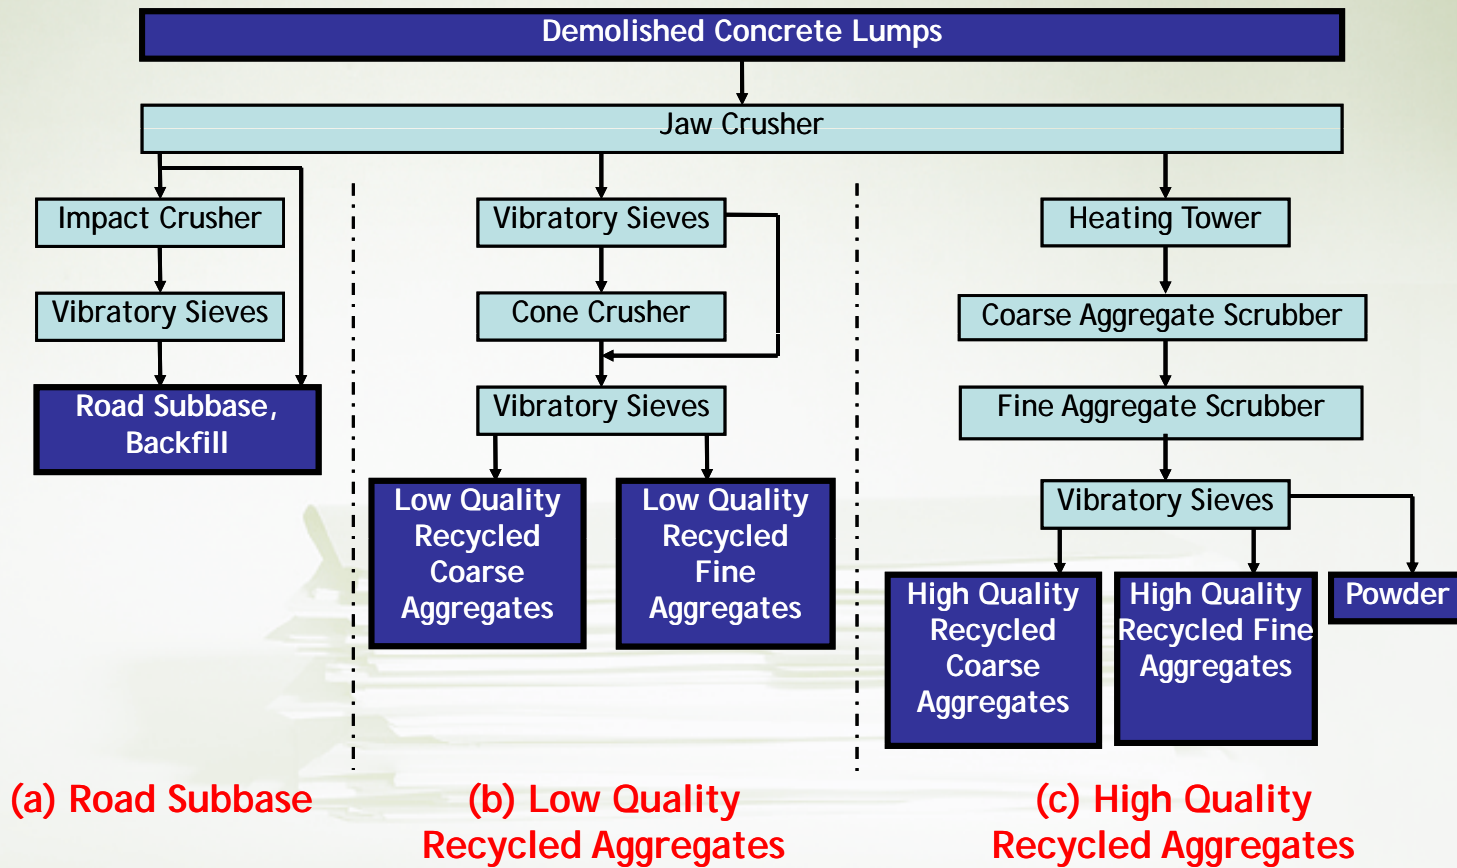 Demolished Concrete Lumps
Jaw Crusher
Impact Crusher
Vibratory Sieves
Road Subbase,
Backfill
Vibratory Sieves
Cone Crusher
Vibratory Sieves
Low Quality
Recycled
Coarse
Aggregates
Low Quality
Recycled
Fine
Aggregates
Heating Tower
Coarse Aggregate Scrubber
Fine Aggregate Scrubber
Vibratory Sieves
High Quality
Recycled
Coarse
Aggregates
High Quality
Recycled Fine
Aggregates
Powder
(a) Road Subbase
(b) Low Quality
Recycled Aggregates
(c) High Quality
Recycled Aggregates